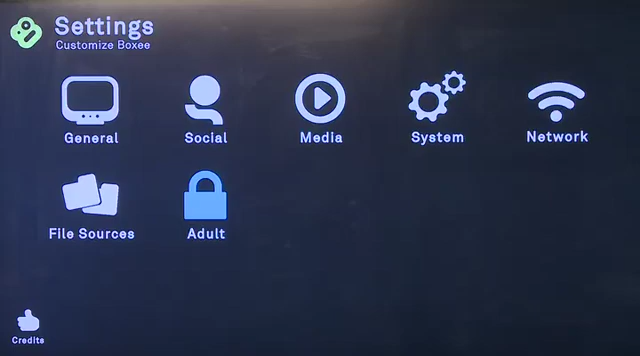 Settings
Customize Boxee
General
Social
Media
System
Network
File Sources
Adult
Credits